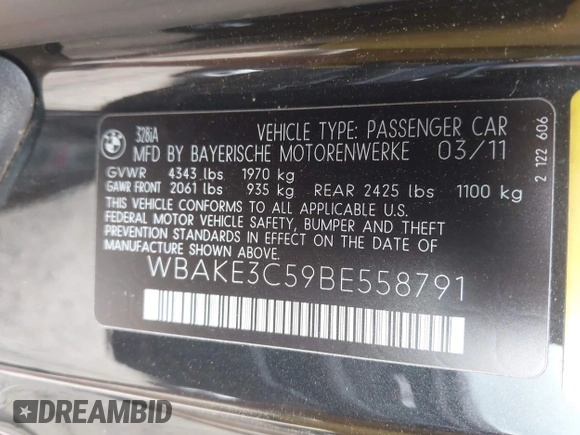 BMW
328iA
VEHICLE TYPE: PASSENGER CAR
MFD BY BAYERISCHE MOTORENWERKE 03/11
GVWR 4343 lbs 1970 kg
GAWR FRONT 2061 lbs 935 kg REAR 2425 lbs 1100 kg
THIS VEHICLE CONFORMS TO ALL APPLICABLE U.S.
FEDERAL MOTOR VEHICLE SAFETY, BUMPER AND THEFT
PREVENTION STANDARDS IN EFFECT ON THE DATE OF
MANUFACTURE SHOWN ABOVE.
WBAKE3C59BE558791
2 122 606
DREAMBID